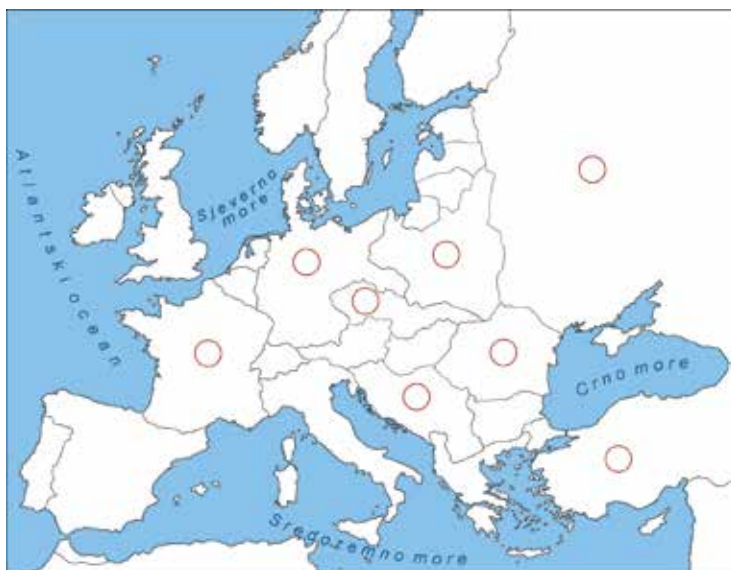 Atlantski ocean
Sjeverno
more
Crno more
Sredozemno more